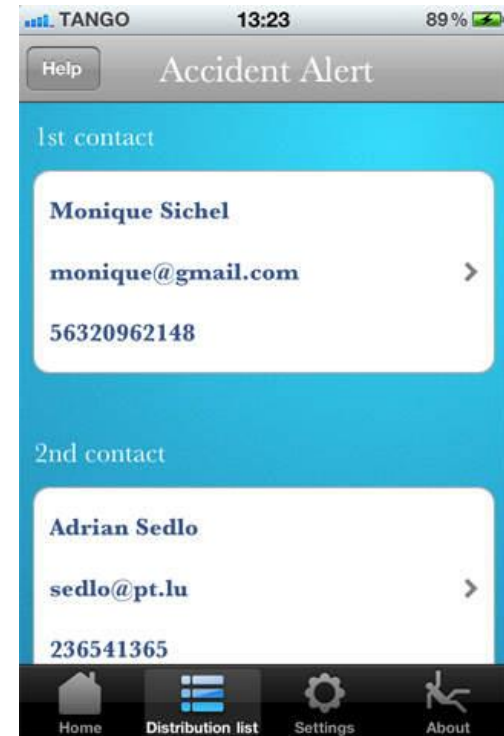 TANGO 13:23 89 %
Help Accident Alert
1st contact
Monique Sichel
monique@gmail.com
56320962148
2nd contact
Adrian Sedlo
sedlo@pt.lu
236541365
Home Distribution list Settings About